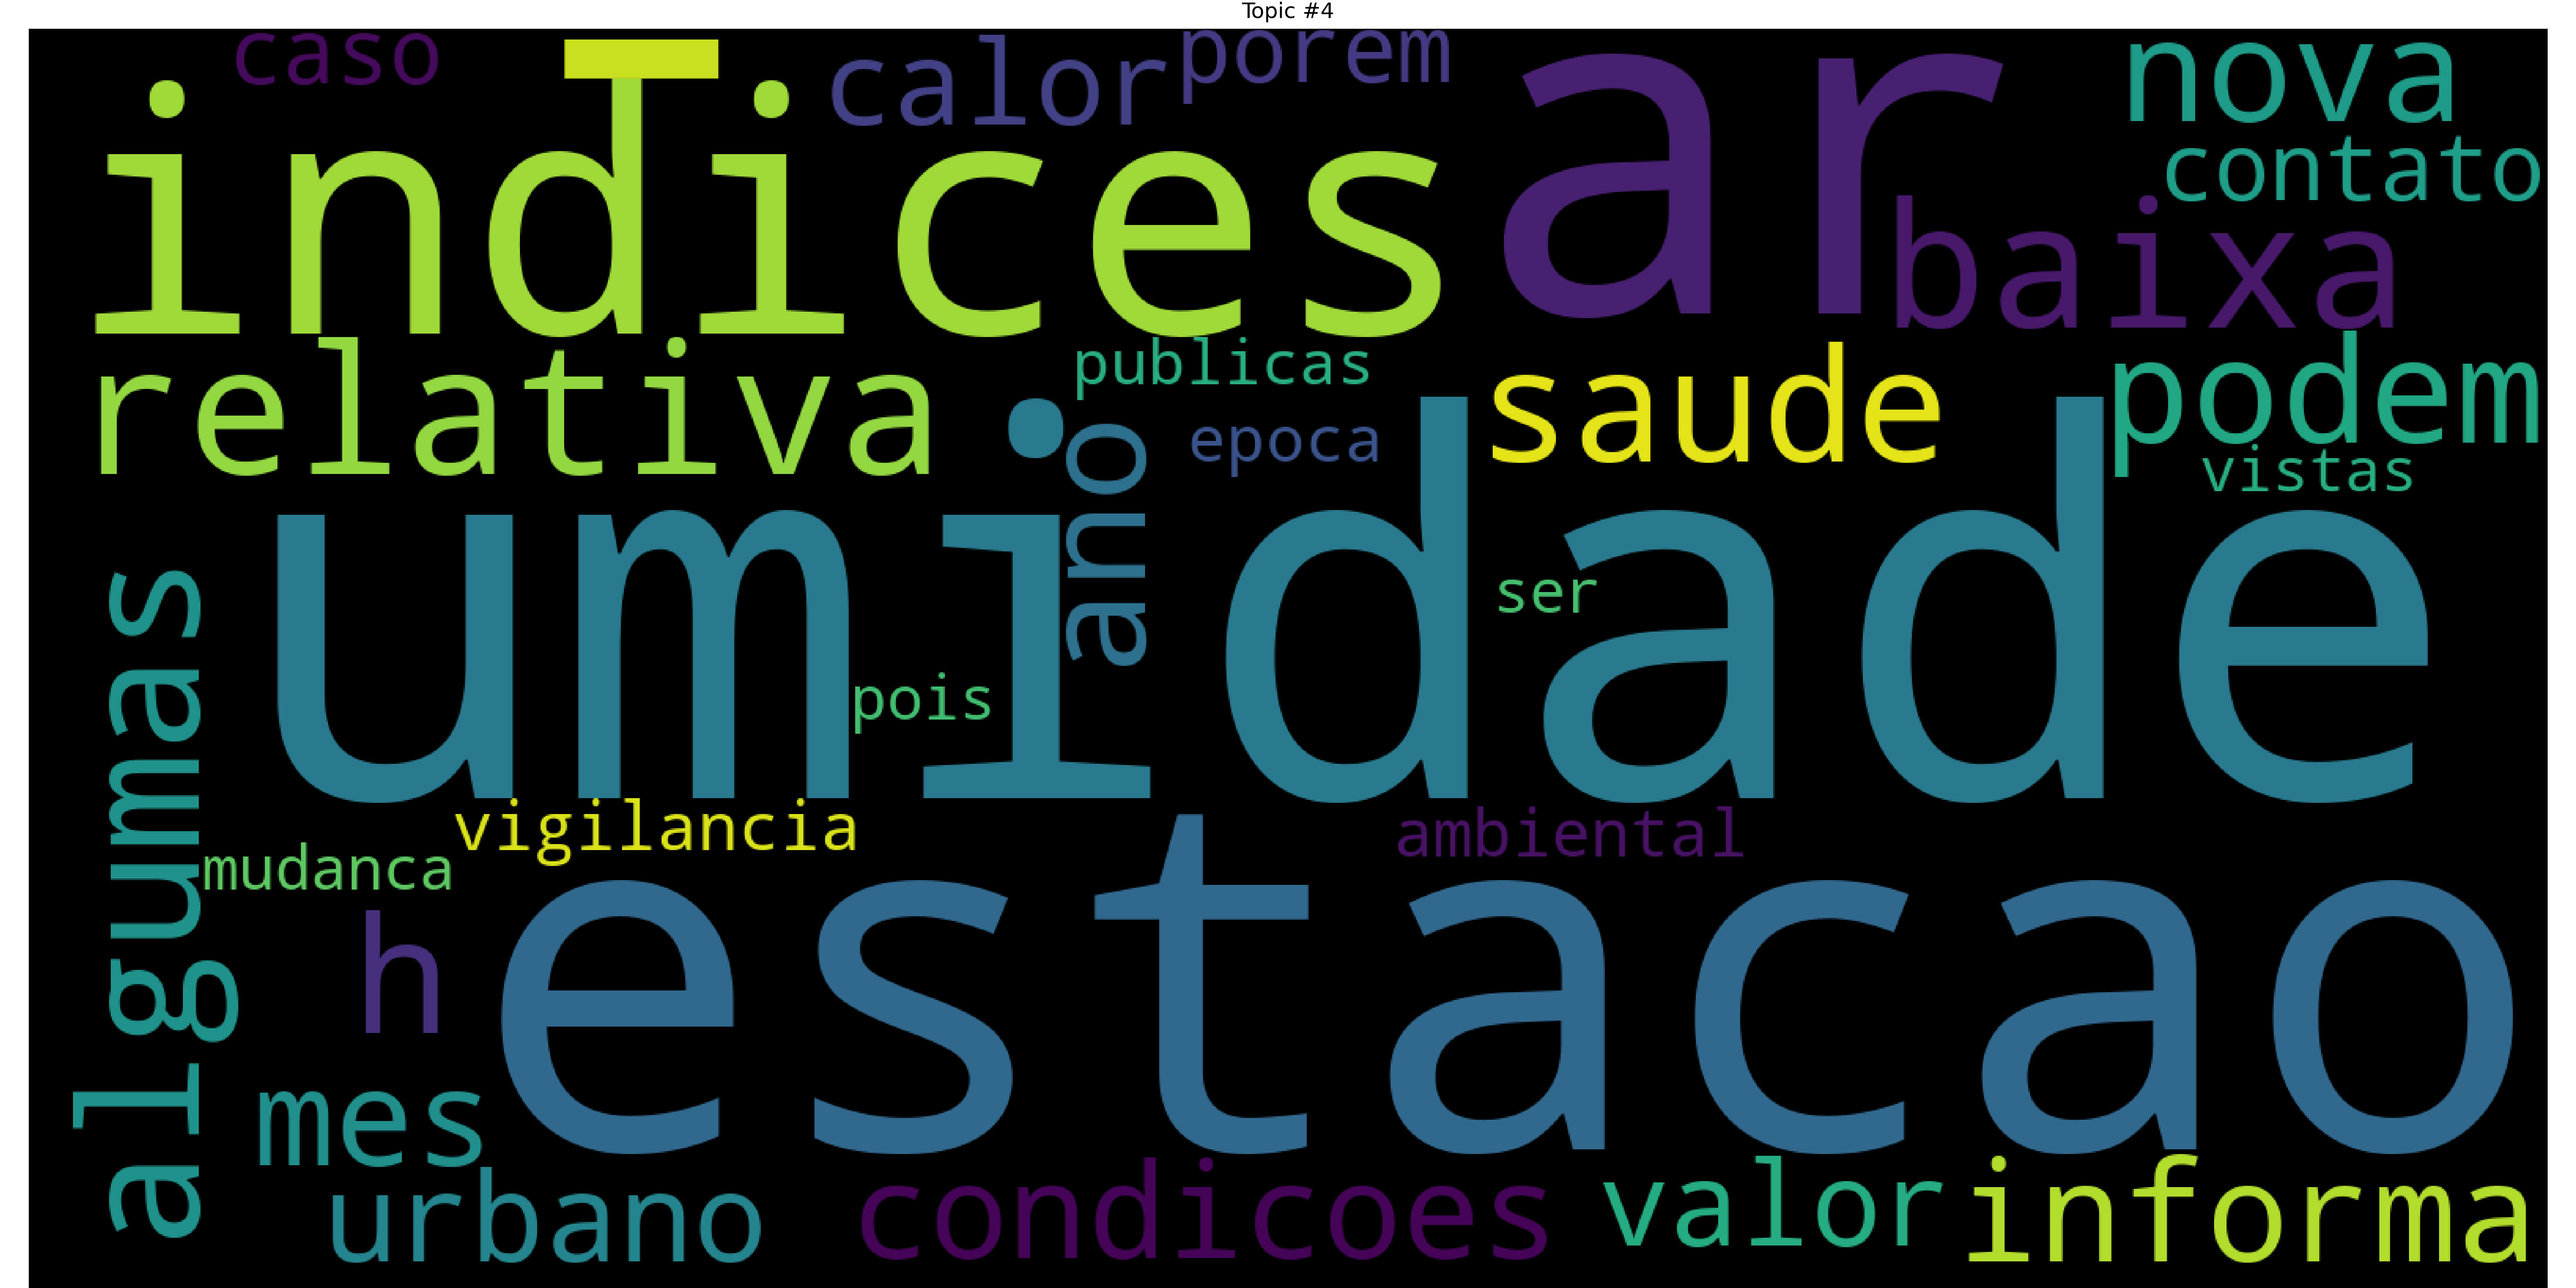 Topic #4
caso
calor
porem
ar
nova
indices
contato
baixa
relativa
publicas
saude
podem
epoca
vistas
ano
umidade
ser
pois
algumas
vigilancia
ambiental
mudanca
h
estacao
mes
urbano
condicoes
valor
informa